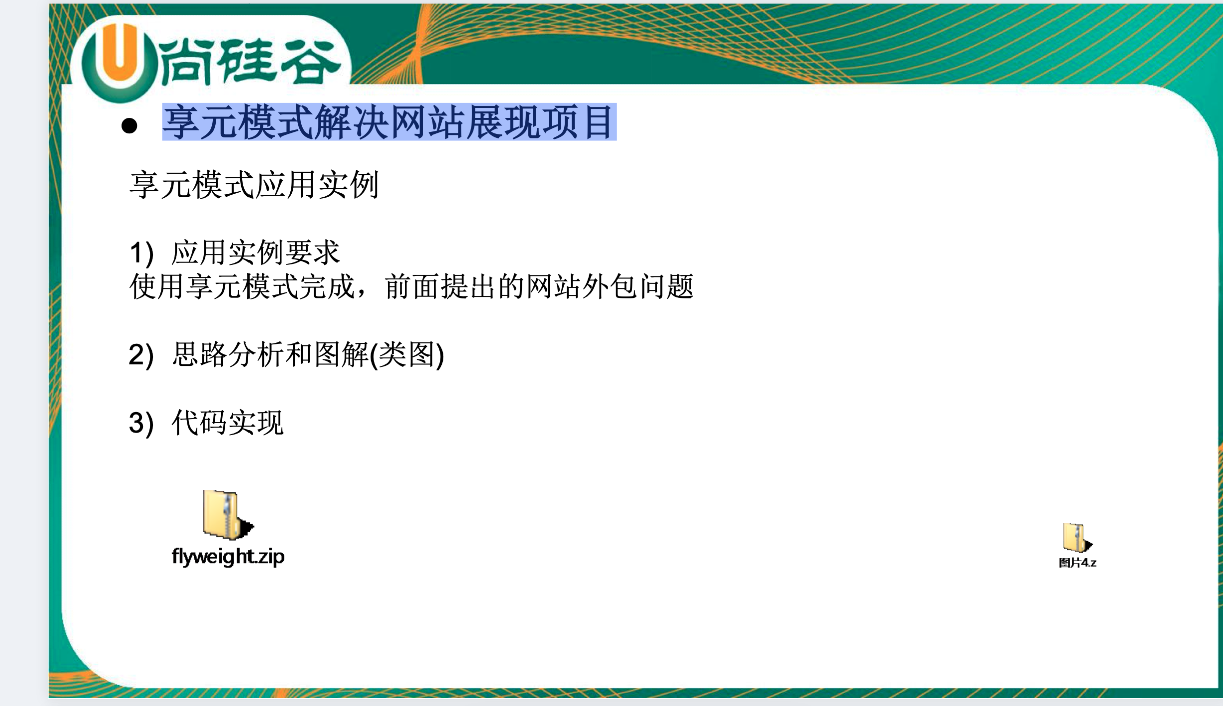 尚硅谷
● 享元模式解决网站展现项目
享元模式应用实例
1) 应用实例要求
使用享元模式完成，前面提出的网站外包问题
2) 思路分析和图解(类图)
3) 代码实现
flyweight.zip
图片4.z